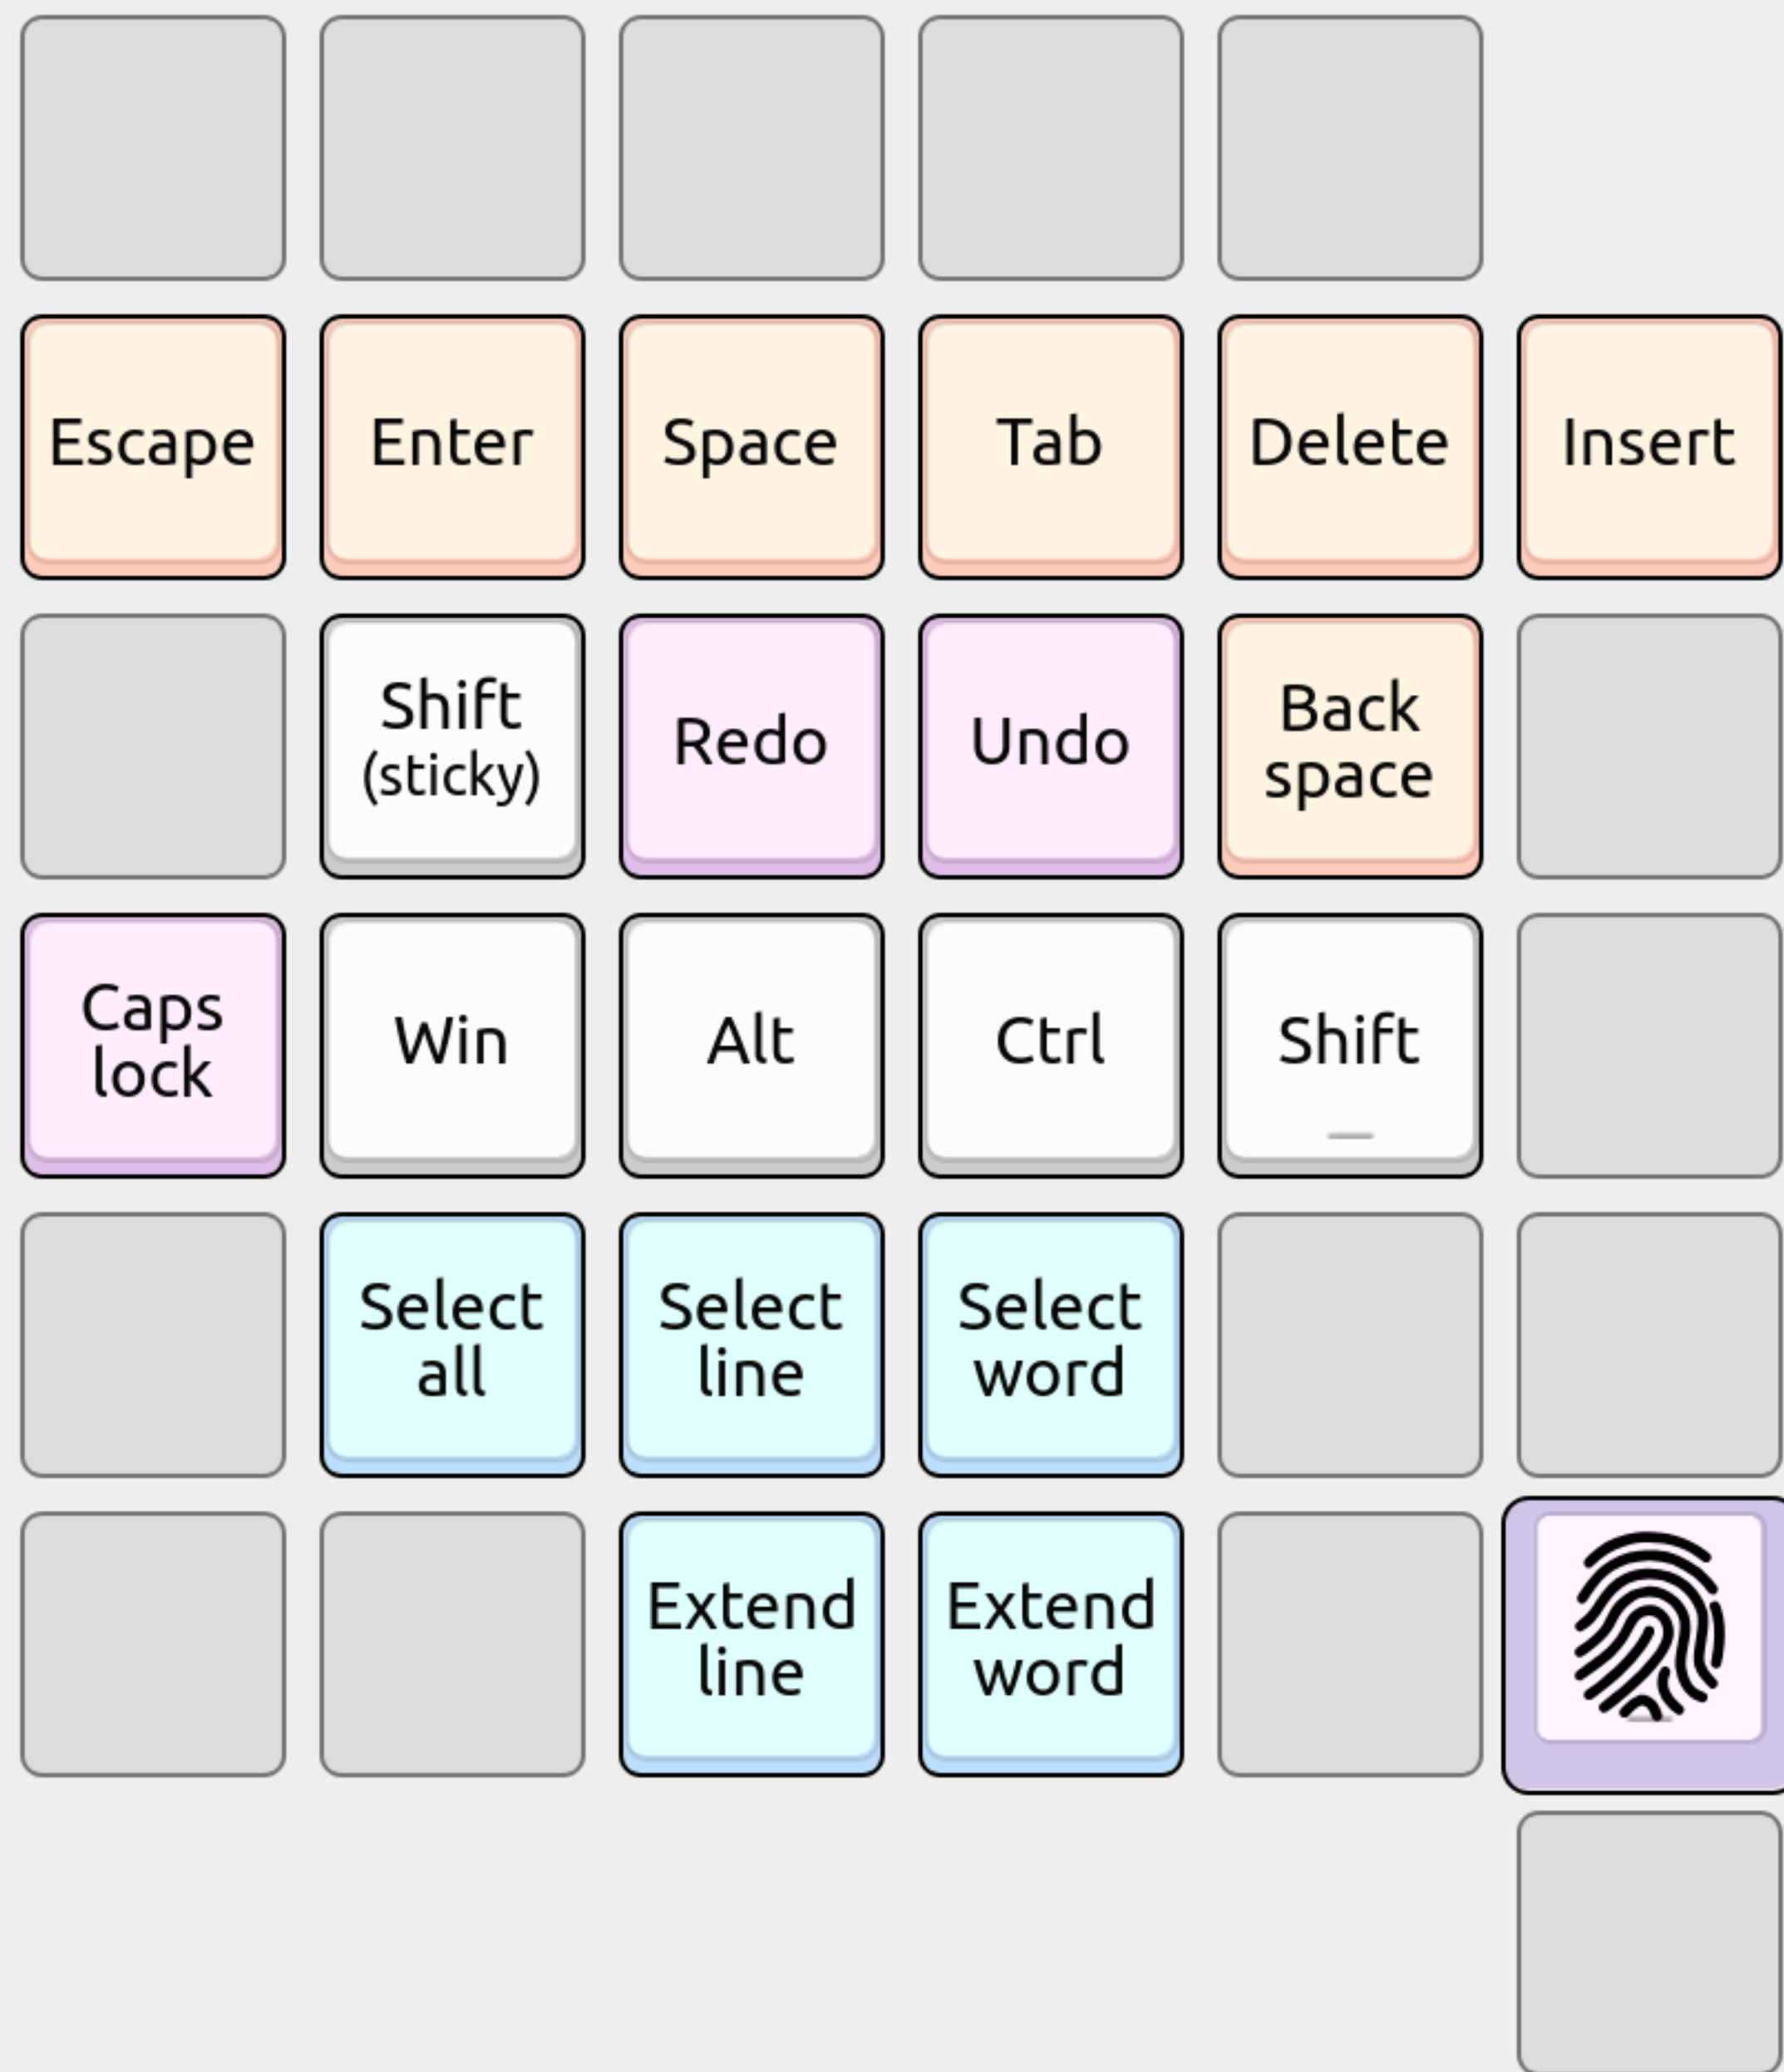 Escape
Enter
Space
Tab
Delete
Insert
Shift
(sticky)
Redo
Undo
Back
space
Caps
lock
Win
Alt
Ctrl
Shift
Select
all
Select
line
Select
word
Extend
line
Extend
word